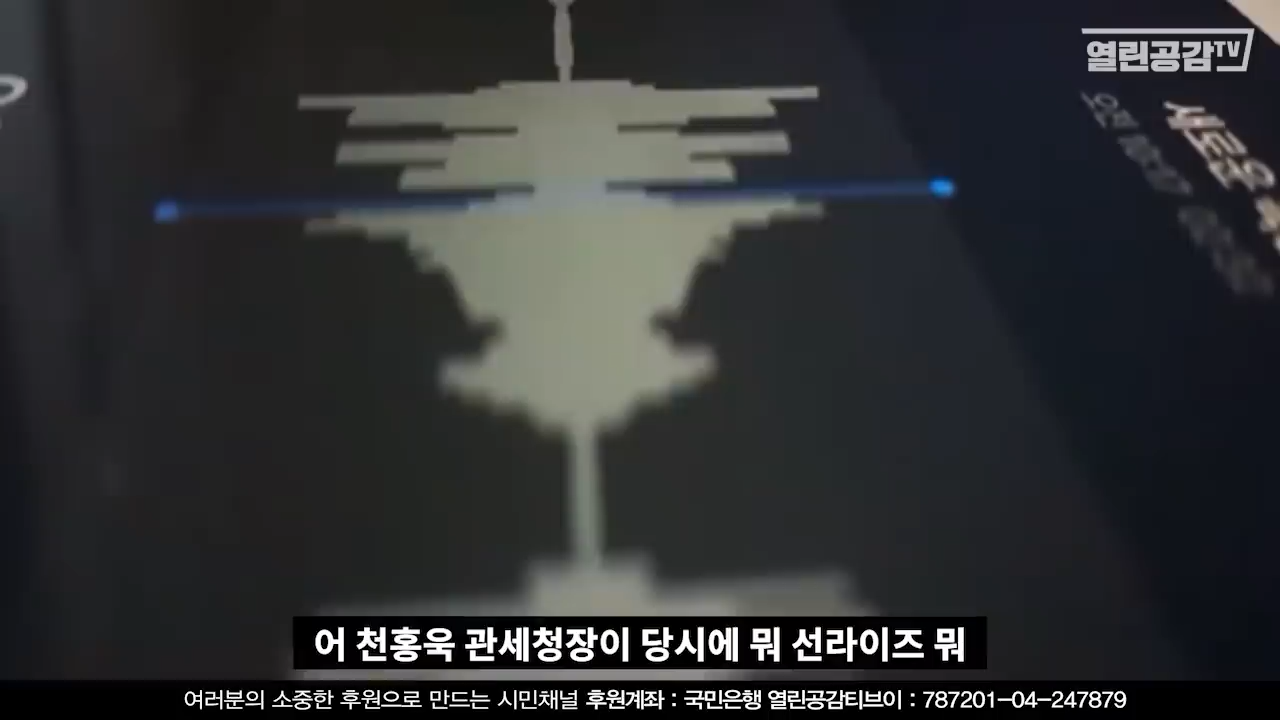 열린공감TV
새로운
어 천홍욱 관세청장이 당시에 뭐 선라이즈 뭐
여러분의 소중한 후원으로 만드는 시민채널 후원계좌 : 국민은행 열린공감티브이 : 787201-04-247879